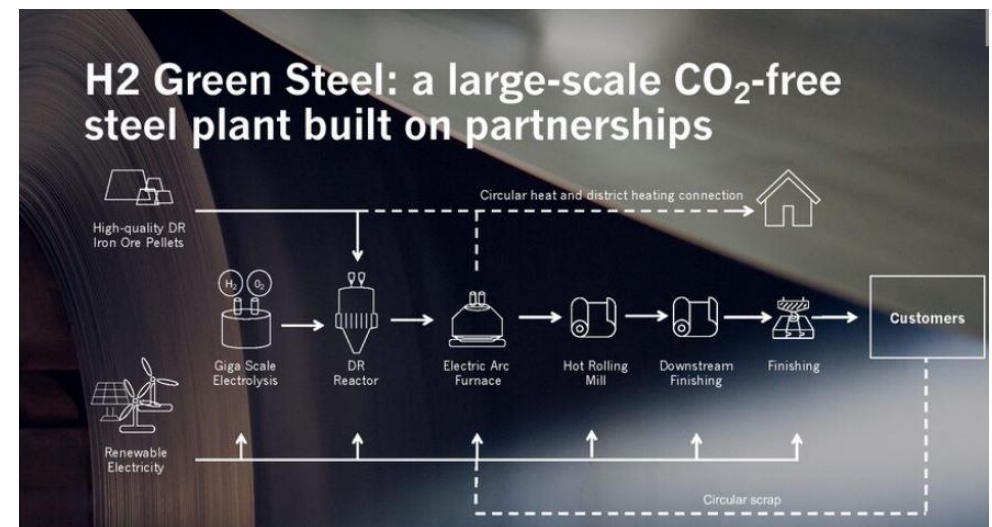 H2 Green Steel: a large-scale CO₂-free
steel plant built on partnerships
Circular heat and district heating connection
High-quality DR
Iron Ore Pellets
H₂
O₂
Giga Scale
Electrolysis
DR
Reactor
Electric Arc
Furnace
Hot Rolling
Mill
Downstream
Finishing
Finishing
Customers
Renewable
Electricity
Circular scrap